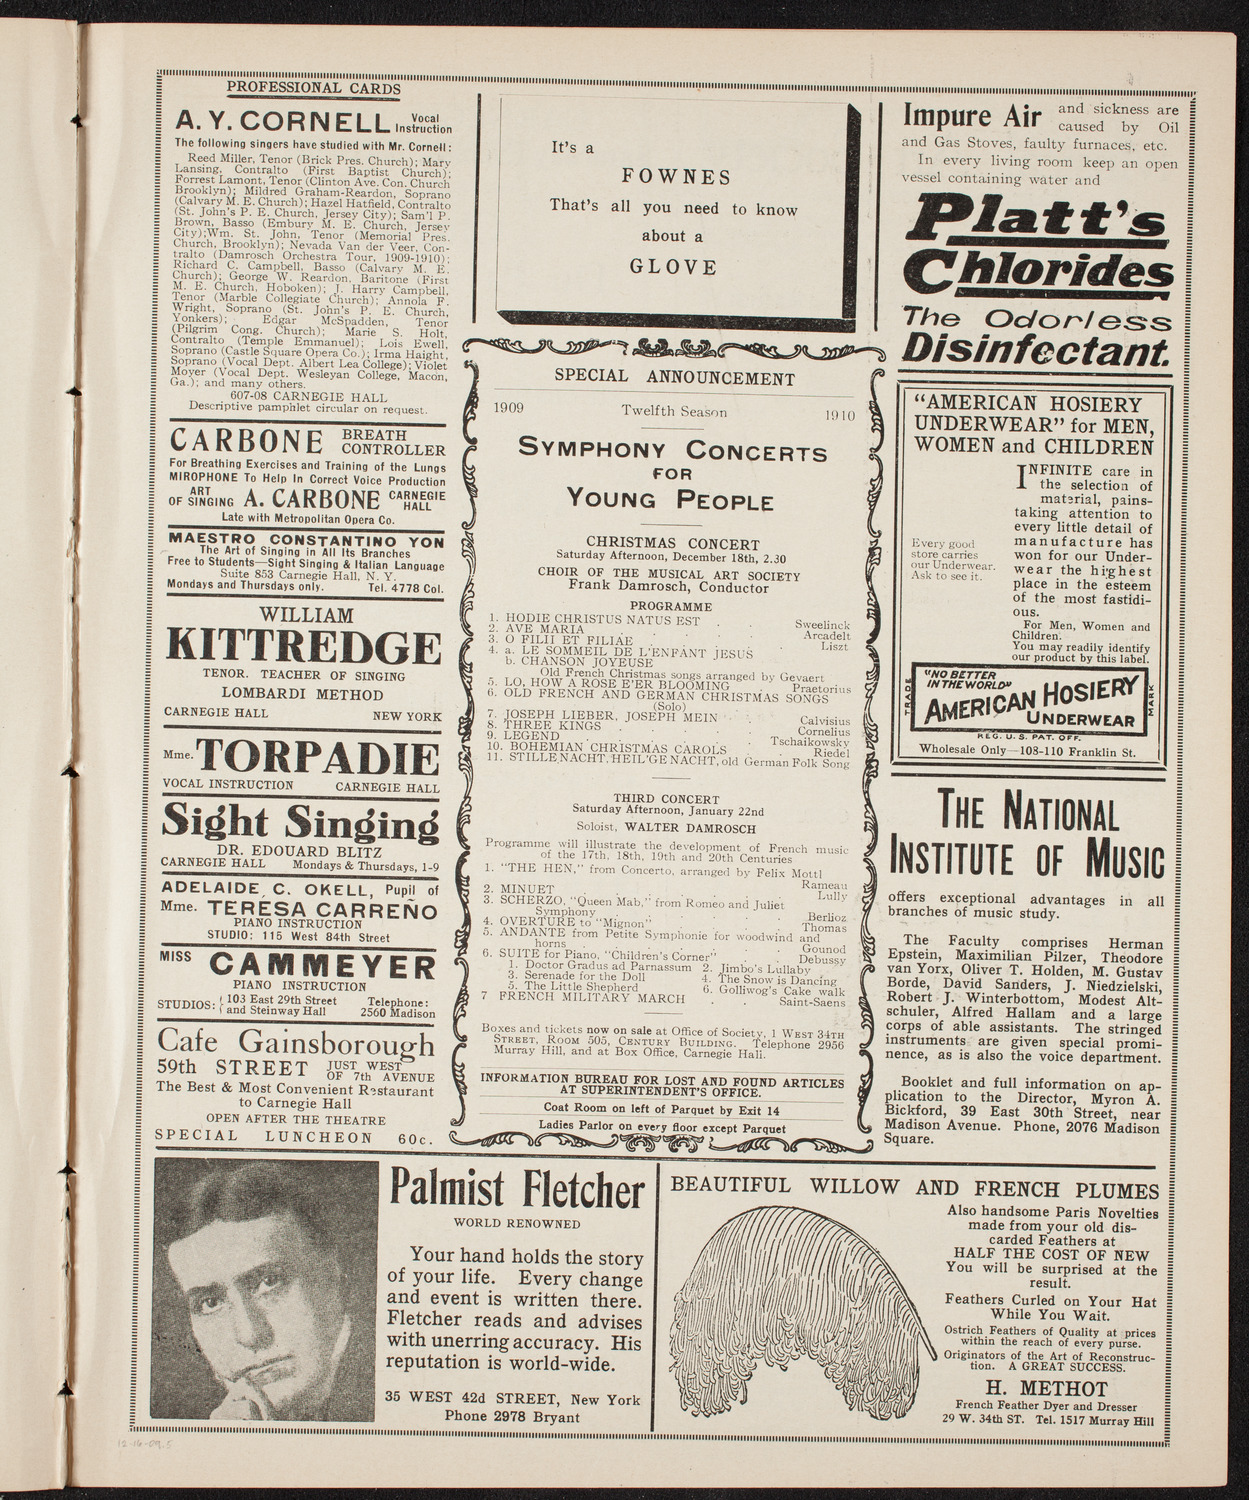 PROFESSIONAL CARDS
A. Y. CORNELL Vocal Instruction
The following singers have studied with Mr. Cornell:
Reed Miller, Tenor (Brick Pres. Church); Mary
Lansing, Contralto (First Baptist Church);
Forrest Lamont, Tenor (Clinton Ave. Con. Church
Brooklyn); Mildred Graham-Reardon, Soprano
(Calvary M. E. Church); Hazel Hatfield, Contralto
(St. John's P. E. Church, Jersey City); Sam'l P.
Brown, Basso (Embury M. E. Church, Jersey
City); Wm. St. John, Tenor (Memorial Pres.
Church, Brooklyn); Nevada Van der Veer, Con-
tralto (Damrosch Orchestra Tour, 1909-1910);
Richard C. Campbell, Basso (Calvary M. E.
Church); George W. Reardon, Baritone (First
M. E. Church, Hoboken); J. Harry Campbell,
Tenor (Marble Collegiate Church); Annola F.
Wright, Soprano (St. John's P. E. Church,
Yonkers); Edgar McSpadden, Tenor
(Pilgrim Cong. Church); Marie S. Holt,
Contralto (Temple Emmanuel); Lois Ewell,
Soprano (Castle Square Opera Co.); Irma Haight,
Soprano (Vocal Dept. Albert Lea College); Violet
Moyer (Vocal Dept. Wesleyan College, Macon,
Ga.); and many others.
607-08 CARNEGIE HALL
Descriptive pamphlet circular on request.
CARBONE BREATH CONTROLLER
For Breathing Exercises and Training of the Lungs
MIROPHONE To Help In Correct Voice Production
ART OF SINGING A. CARBONE CARNEGIE HALL
Late with Metropolitan Opera Co.
MAESTRO CONSTANTINO YON
The Art of Singing in All Its Branches
Free to Students—Sight Singing & Italian Language
Suite 853 Carnegie Hall, N. Y.
Mondays and Thursdays only. Tel. 4778 Col.
WILLIAM
KITTREDGE
TENOR. TEACHER OF SINGING
LOMBARDI METHOD
CARNEGIE HALL NEW YORK
Mme. TORPADIE
VOCAL INSTRUCTION CARNEGIE HALL
Sight Singing
DR. EDOUARD BLITZ
CARNEGIE HALL Mondays & Thursdays, 1-9
ADELAIDE C. OKELL, Pupil of
Mme. TERESA CARREÑO
PIANO INSTRUCTION
STUDIO: 115 West 84th Street
MISS CAMMEYER
PIANO INSTRUCTION
STUDIOS: { 103 East 29th Street Telephone:
{ and Steinway Hall 2560 Madison
Cafe Gainsborough
59th STREET JUST WEST OF 7th AVENUE
The Best & Most Convenient Restaurant
to Carnegie Hall
OPEN AFTER THE THEATRE
SPECIAL LUNCHEON 60c.
It's a
FOWNES
That's all you need to know
about a
GLOVE
SPECIAL ANNOUNCEMENT
1909 Twelfth Season 1910
SYMPHONY CONCERTS
FOR
YOUNG PEOPLE
CHRISTMAS CONCERT
Saturday Afternoon, December 18th, 2.30
CHOIR OF THE MUSICAL ART SOCIETY
Frank Damrosch, Conductor
PROGRAMME
1. HODIE CHRISTUS NATUS EST . . Sweelinck
2. AVE MARIA . . . . Arcadelt
3. O FILII ET FILIAE . . . Liszt
4. a. LE SOMMEIL DE L'ENFANT JESUS
b. CHANSON JOYEUSE
Old French Christmas songs arranged by Gevaert
5. LO, HOW A ROSE E'ER BLOOMING . Praetorius
6. OLD FRENCH AND GERMAN CHRISTMAS SONGS
(Solo)
7. JOSEPH LIEBER, JOSEPH MEIN . . Calvisius
8. THREE KINGS . . . . Cornelius
9. LEGEND . . . . Tschaikowsky
10. BOHEMIAN CHRISTMAS CAROLS . . Riedel
11. STILLE NACHT, HEIL'GE NACHT, old German Folk Song
THIRD CONCERT
Saturday Afternoon, January 22nd
Soloist, WALTER DAMROSCH
Programme will illustrate the development of French music
of the 17th, 18th, 19th and 20th Centuries
1. "THE HEN," from Concerto, arranged by Felix Mottl
Rameau
2. MINUET . . . . Lully
3. SCHERZO, "Queen Mab," from Romeo and Juliet
Symphony . . . . Berlioz
4. OVERTURE to "Mignon" . . . Thomas
5. ANDANTE from Petite Symphonie for woodwind and
horns . . . . Gounod
6. SUITE for Piano, "Children's Corner" . Debussy
1. Doctor Gradus ad Parnassum 2. Jimbo's Lullaby
3. Serenade for the Doll 4. The Snow is Dancing
5. The Little Shepherd 6. Golliwog's Cake walk
7 FRENCH MILITARY MARCH . . Saint-Saens
Boxes and tickets now on sale at Office of Society, 1 WEST 34TH
STREET, ROOM 505, CENTURY BUILDING. Telephone 2956
Murray Hill, and at Box Office, Carnegie Hall.
INFORMATION BUREAU FOR LOST AND FOUND ARTICLES
AT SUPERINTENDENT'S OFFICE.
Coat Room on left of Parquet by Exit 14
Ladies Parlor on every floor except Parquet
Impure Air and sickness are
caused by Oil
and Gas Stoves, faulty furnaces, etc.
In every living room keep an open
vessel containing water and
Platt's
Chlorides
The Odorless
Disinfectant.
"AMERICAN HOSIERY
UNDERWEAR" for MEN,
WOMEN and CHILDREN
INFINITE care in
the selection of
material, pains-
taking attention to
every little detail of
manufacture has
won for our Under-
wear the highest
place in the esteem
of the most fastidi-
ous.
Every good
store carries
our Underwear.
Ask to see it.
For Men, Women and
Children.
You may readily identify
our product by this label.
TRADE MARK
"NO BETTER
IN THE WORLD"
AMERICAN HOSIERY
UNDERWEAR
REG. U.S. PAT. OFF.
Wholesale Only—108-110 Franklin St.
THE NATIONAL
INSTITUTE OF MUSIC
offers exceptional advantages in all
branches of music study.
The Faculty comprises Herman
Epstein, Maximilian Pilzer, Theodore
van Yorx, Oliver T. Holden, M. Gustav
Borde, David Sanders, J. Niedzielski,
Robert J. Winterbottom, Modest Alt-
schuler, Alfred Hallam and a large
corps of able assistants. The stringed
instruments are given special promi-
nence, as is also the voice department.
Booklet and full information on ap-
plication to the Director, Myron A.
Bickford, 39 East 30th Street, near
Madison Avenue. Phone, 2076 Madison
Square.
Palmist Fletcher
WORLD RENOWNED
Your hand holds the story
of your life. Every change
and event is written there.
Fletcher reads and advises
with unerring accuracy. His
reputation is world-wide.
35 WEST 42d STREET, New York
Phone 2978 Bryant
BEAUTIFUL WILLOW AND FRENCH PLUMES
Also handsome Paris Novelties
made from your old dis-
carded Feathers at
HALF THE COST OF NEW
You will be surprised at the
result.
Feathers Curled on Your Hat
While You Wait.
Ostrich Feathers of Quality at prices
within the reach of every purse.
Originators of the Art of Reconstruc-
tion. A GREAT SUCCESS.
H. METHOT
French Feather Dyer and Dresser
29 W. 34th ST. Tel. 1517 Murray Hill
12-16-09.5